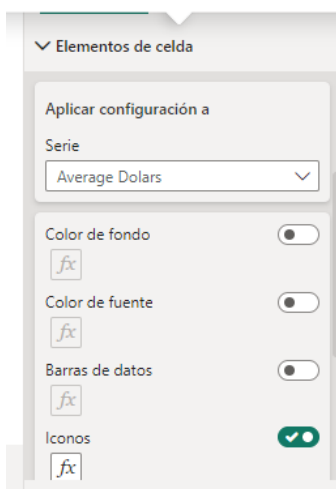 Elementos de celda
Aplicar configuración a
Serie
Average Dolars
Color de fondo
fx
Color de fuente
fx
Barras de datos
fx
Iconos
fx